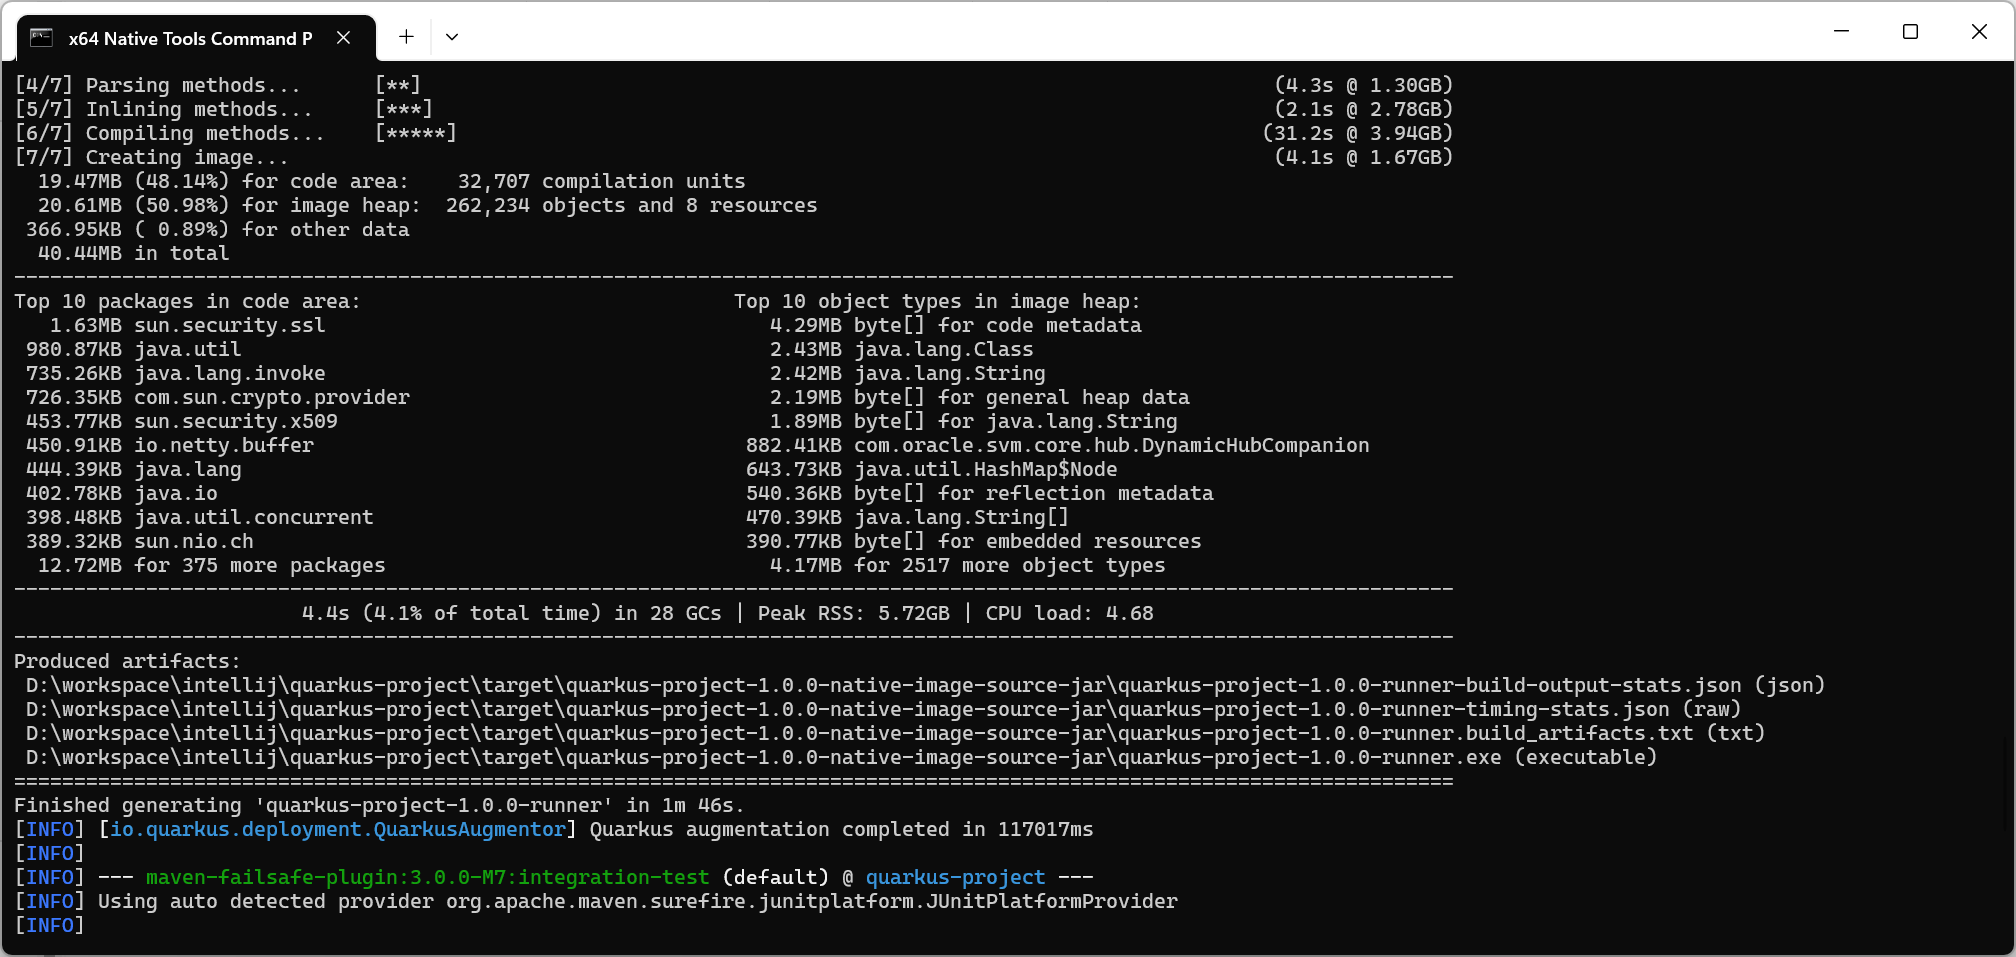 x64 Native Tools Command P
[4/7] Parsing methods...      [**]                                                                       (4.3s @ 1.30GB)
[5/7] Inlining methods...     [***]                                                                      (2.1s @ 2.78GB)
[6/7] Compiling methods...    [*****]                                                                   (31.2s @ 3.94GB)
[7/7] Creating image...                                                                                  (4.1s @ 1.67GB)
  19.47MB (48.14%) for code area:    32,707 compilation units
  20.61MB (50.98%) for image heap:  262,234 objects and 8 resources
 366.95KB ( 0.89%) for other data
  40.44MB in total
------------------------------------------------------------------------------------------------------------------------
Top 10 packages in code area:                               Top 10 object types in image heap:
   1.63MB sun.security.ssl                                     4.29MB byte[] for code metadata
 980.87KB java.util                                            2.43MB java.lang.Class
 735.26KB java.lang.invoke                                     2.42MB java.lang.String
 726.35KB com.sun.crypto.provider                              2.19MB byte[] for general heap data
 453.77KB sun.security.x509                                    1.89MB byte[] for java.lang.String
 450.91KB io.netty.buffer                                    882.41KB com.oracle.svm.core.hub.DynamicHubCompanion
 444.39KB java.lang                                          643.73KB java.util.HashMap$Node
 402.78KB java.io                                            540.36KB byte[] for reflection metadata
 398.48KB java.util.concurrent                               470.39KB java.lang.String[]
 389.32KB sun.nio.ch                                         390.77KB byte[] for embedded resources
  12.72MB for 375 more packages                                4.17MB for 2517 more object types
------------------------------------------------------------------------------------------------------------------------
                        4.4s (4.1% of total time) in 28 GCs | Peak RSS: 5.72GB | CPU load: 4.68
------------------------------------------------------------------------------------------------------------------------
Produced artifacts:
 D:\workspace\intellij\quarkus-project\target\quarkus-project-1.0.0-native-image-source-jar\quarkus-project-1.0.0-runner-build-output-stats.json (json)
 D:\workspace\intellij\quarkus-project\target\quarkus-project-1.0.0-native-image-source-jar\quarkus-project-1.0.0-runner-timing-stats.json (raw)
 D:\workspace\intellij\quarkus-project\target\quarkus-project-1.0.0-native-image-source-jar\quarkus-project-1.0.0-runner.build_artifacts.txt (txt)
 D:\workspace\intellij\quarkus-project\target\quarkus-project-1.0.0-native-image-source-jar\quarkus-project-1.0.0-runner.exe (executable)
========================================================================================================================
Finished generating 'quarkus-project-1.0.0-runner' in 1m 46s.
[INFO] [io.quarkus.deployment.QuarkusAugmentor] Quarkus augmentation completed in 117017ms
[INFO]
[INFO] --- maven-failsafe-plugin:3.0.0-M7:integration-test (default) @ quarkus-project ---
[INFO] Using auto detected provider org.apache.maven.surefire.junitplatform.JUnitPlatformProvider
[INFO]